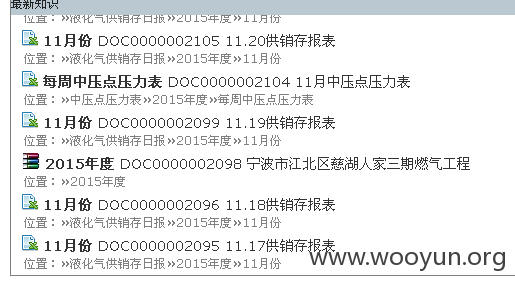 最新知识
位置：»液化气供销存日报»2015年度»11月份
11月份 DOC0000002105 11.20供销存报表
位置：»液化气供销存日报»2015年度»11月份
每周中压点压力表 DOC0000002104 11月中压点压力表
位置：»中压点压力表»2015年度»每周中压点压力表
11月份 DOC0000002099 11.19供销存报表
位置：»液化气供销存日报»2015年度»11月份
2015年度 DOC0000002098 宁波市江北区慈湖人家三期燃气工程
位置：»2015年度
11月份 DOC0000002096 11.18供销存报表
位置：»液化气供销存日报»2015年度»11月份
11月份 DOC0000002095 11.17供销存报表
位置：»液化气供销存日报»2015年度»11月份
www.wooyun.org